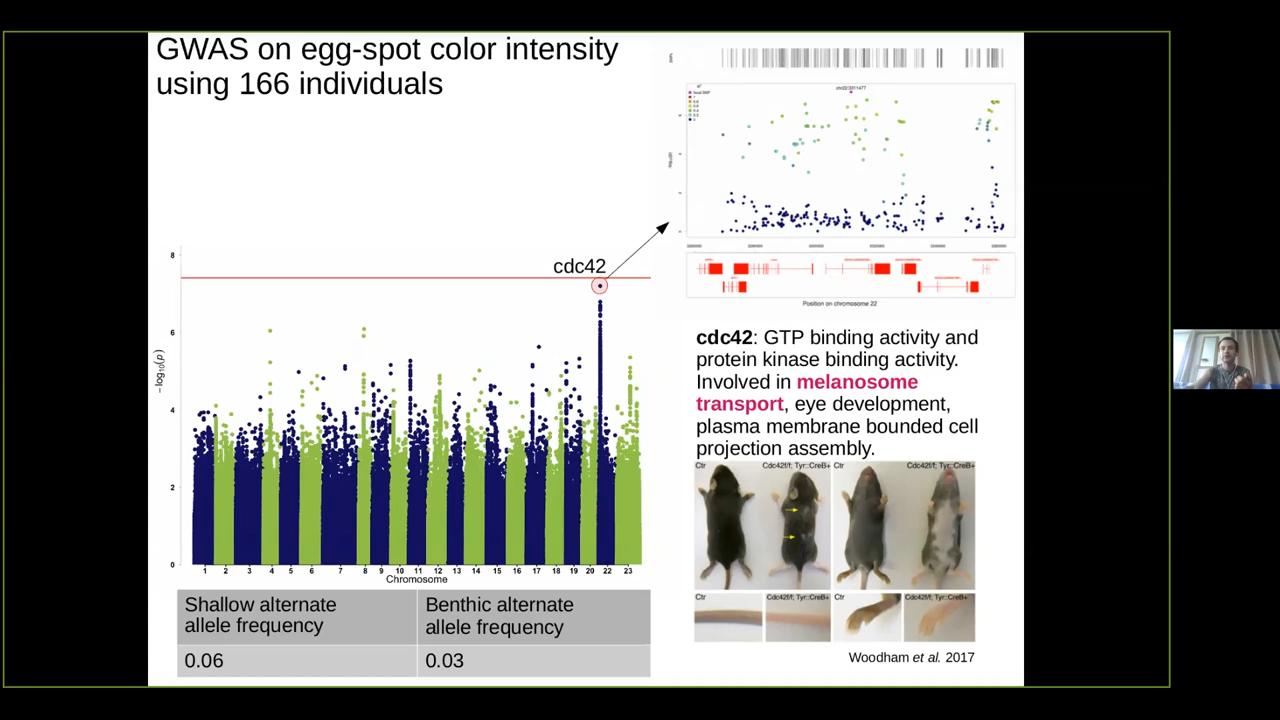 GWAS on egg-spot color intensity
using 166 individuals
8
6
4
2
0
−log10(p)
cdc42
1 2 3 4 5 6 7 8 9 10 11 12 13 14 15 16 17 18 19 20 22 23
Chromosome
Shallow alternate
allele frequency
Benthic alternate
allele frequency
0.06
0.03
Position on chromosome 22
cdc42: GTP binding activity and
protein kinase binding activity.
Involved in melanosome
transport, eye development,
plasma membrane bounded cell
projection assembly.
Ctr Cdc42f/f; Tyr::CreB+ Ctr Cdc42f/f; Tyr::CreB+
Ctr Cdc42f/f; Tyr::CreB+ Ctr Cdc42f/f; Tyr::CreB+
Woodham et al. 2017